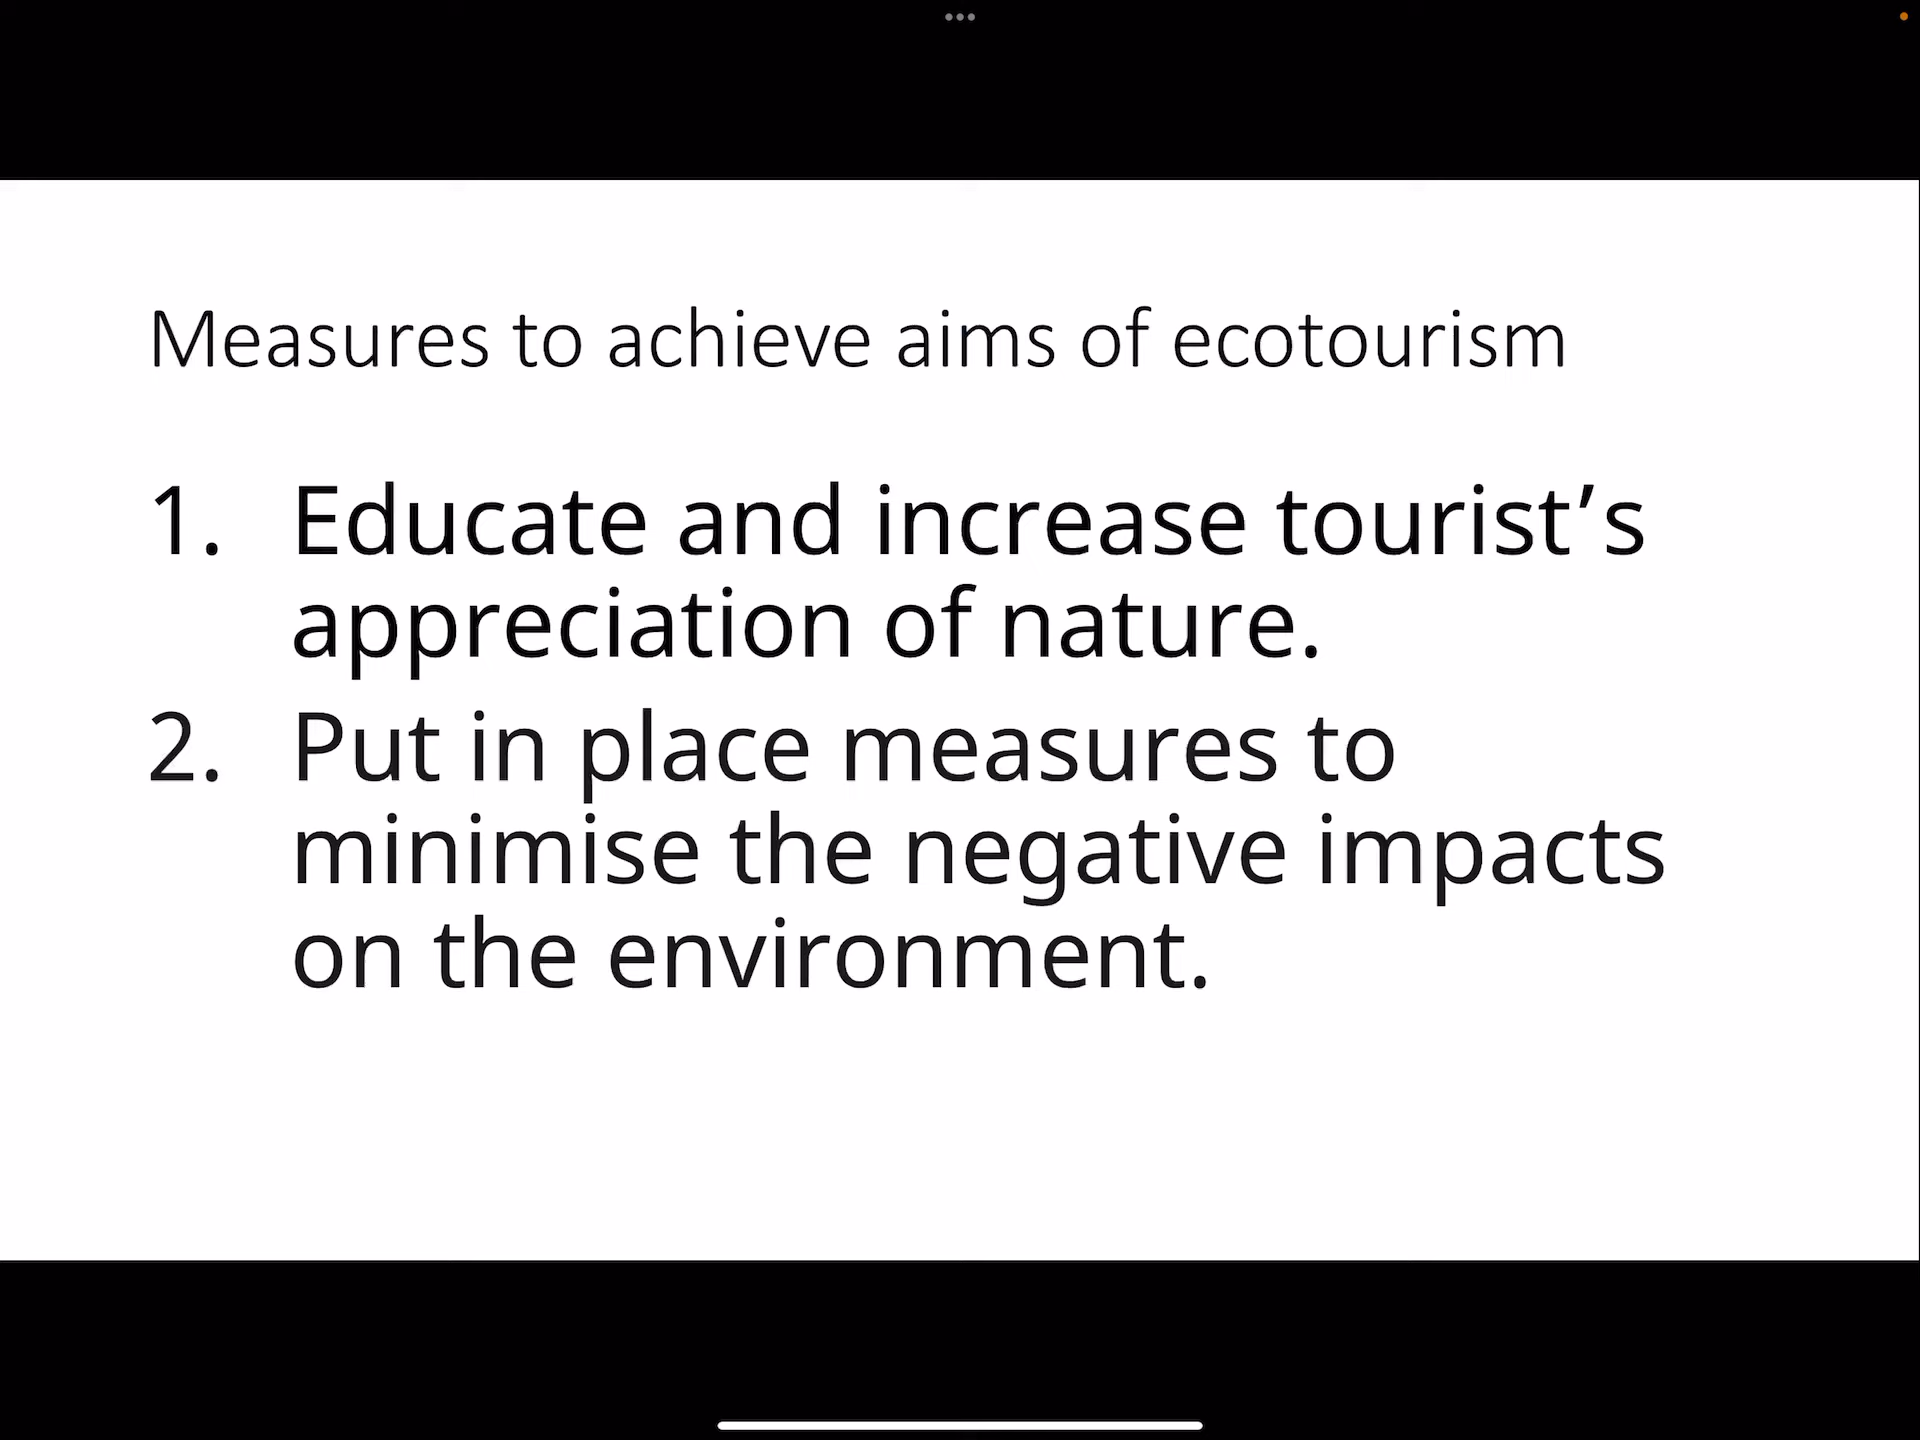 Measures to achieve aims of ecotourism
1. Educate and increase tourist’s
appreciation of nature.
2. Put in place measures to
minimise the negative impacts
on the environment.